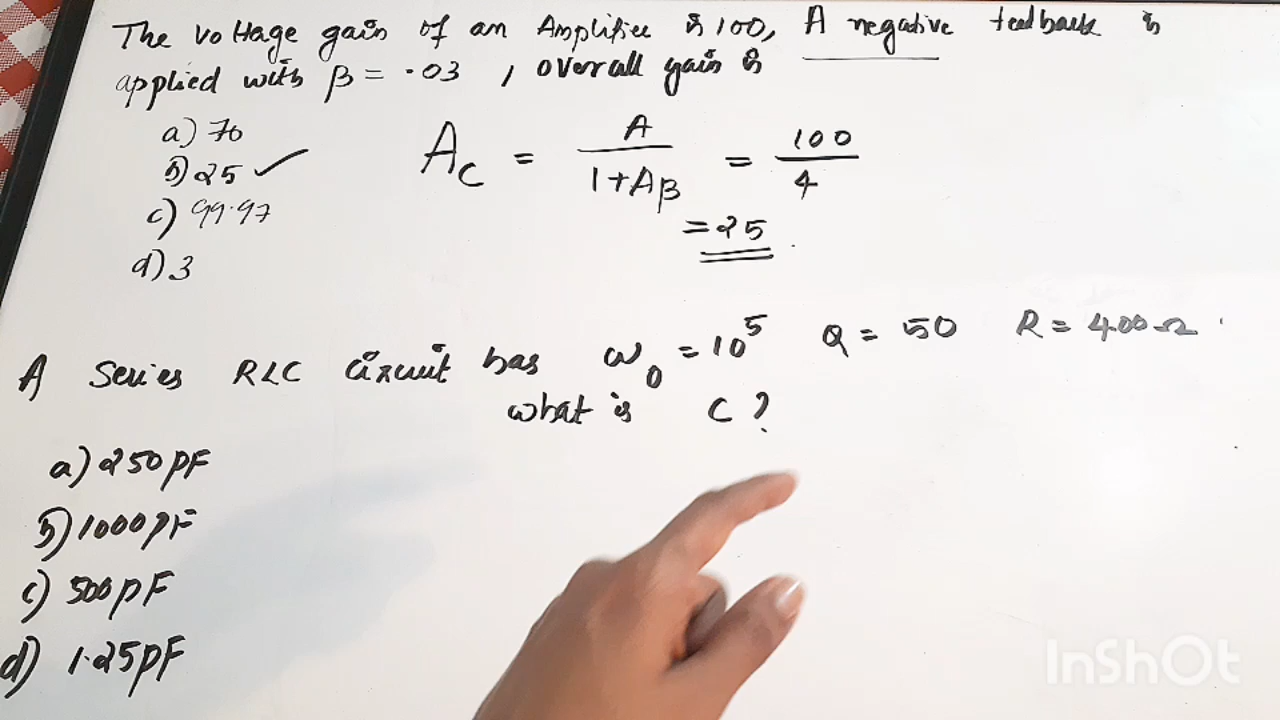 The voltage gain of an Amplifier is 100, A negative feedback is
applied with β = .03 , overall gain is
a) 70
b) 25 ✓
c) 99.97
d) 3
A_C = A / 1+Aβ = 100 / 4
= 25
A Series RLC Circuit has ω_0 = 10^5 Q = 50 R = 400Ω
what is C ?
a) 250 pF
b) 1000 pF
c) 500 pF
d) 1.25 pF
InShOt